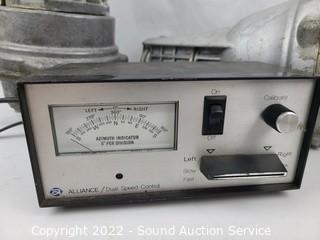 LEFT RIGHT
360°
S W N E S
AZIMUTH INDICATOR
5° PER DIVISION
On
Off
Calibrate
Left
Right
Slow
Fast
ALLIANCE / Dual Speed Control
Copyright 2022 - Sound Auction Service